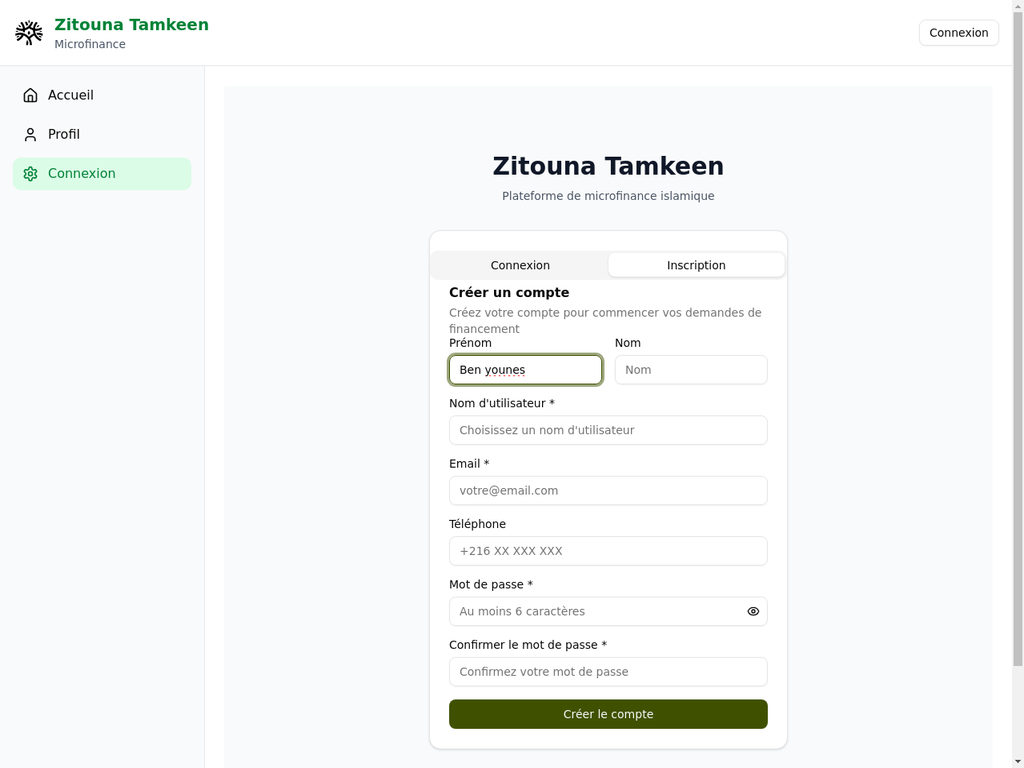 Zitouna Tamkeen
Microfinance
Connexion
Accueil
Profil
Connexion
Zitouna Tamkeen
Plateforme de microfinance islamique
Connexion
Inscription
Créer un compte
Créez votre compte pour commencer vos demandes de
financement
Prénom
Nom
Ben younes
Nom
Nom d'utilisateur *
Choisissez un nom d'utilisateur
Email *
votre@email.com
Téléphone
+216 XX XXX XXX
Mot de passe *
Au moins 6 caractères
Confirmer le mot de passe *
Confirmez votre mot de passe
Créer le compte